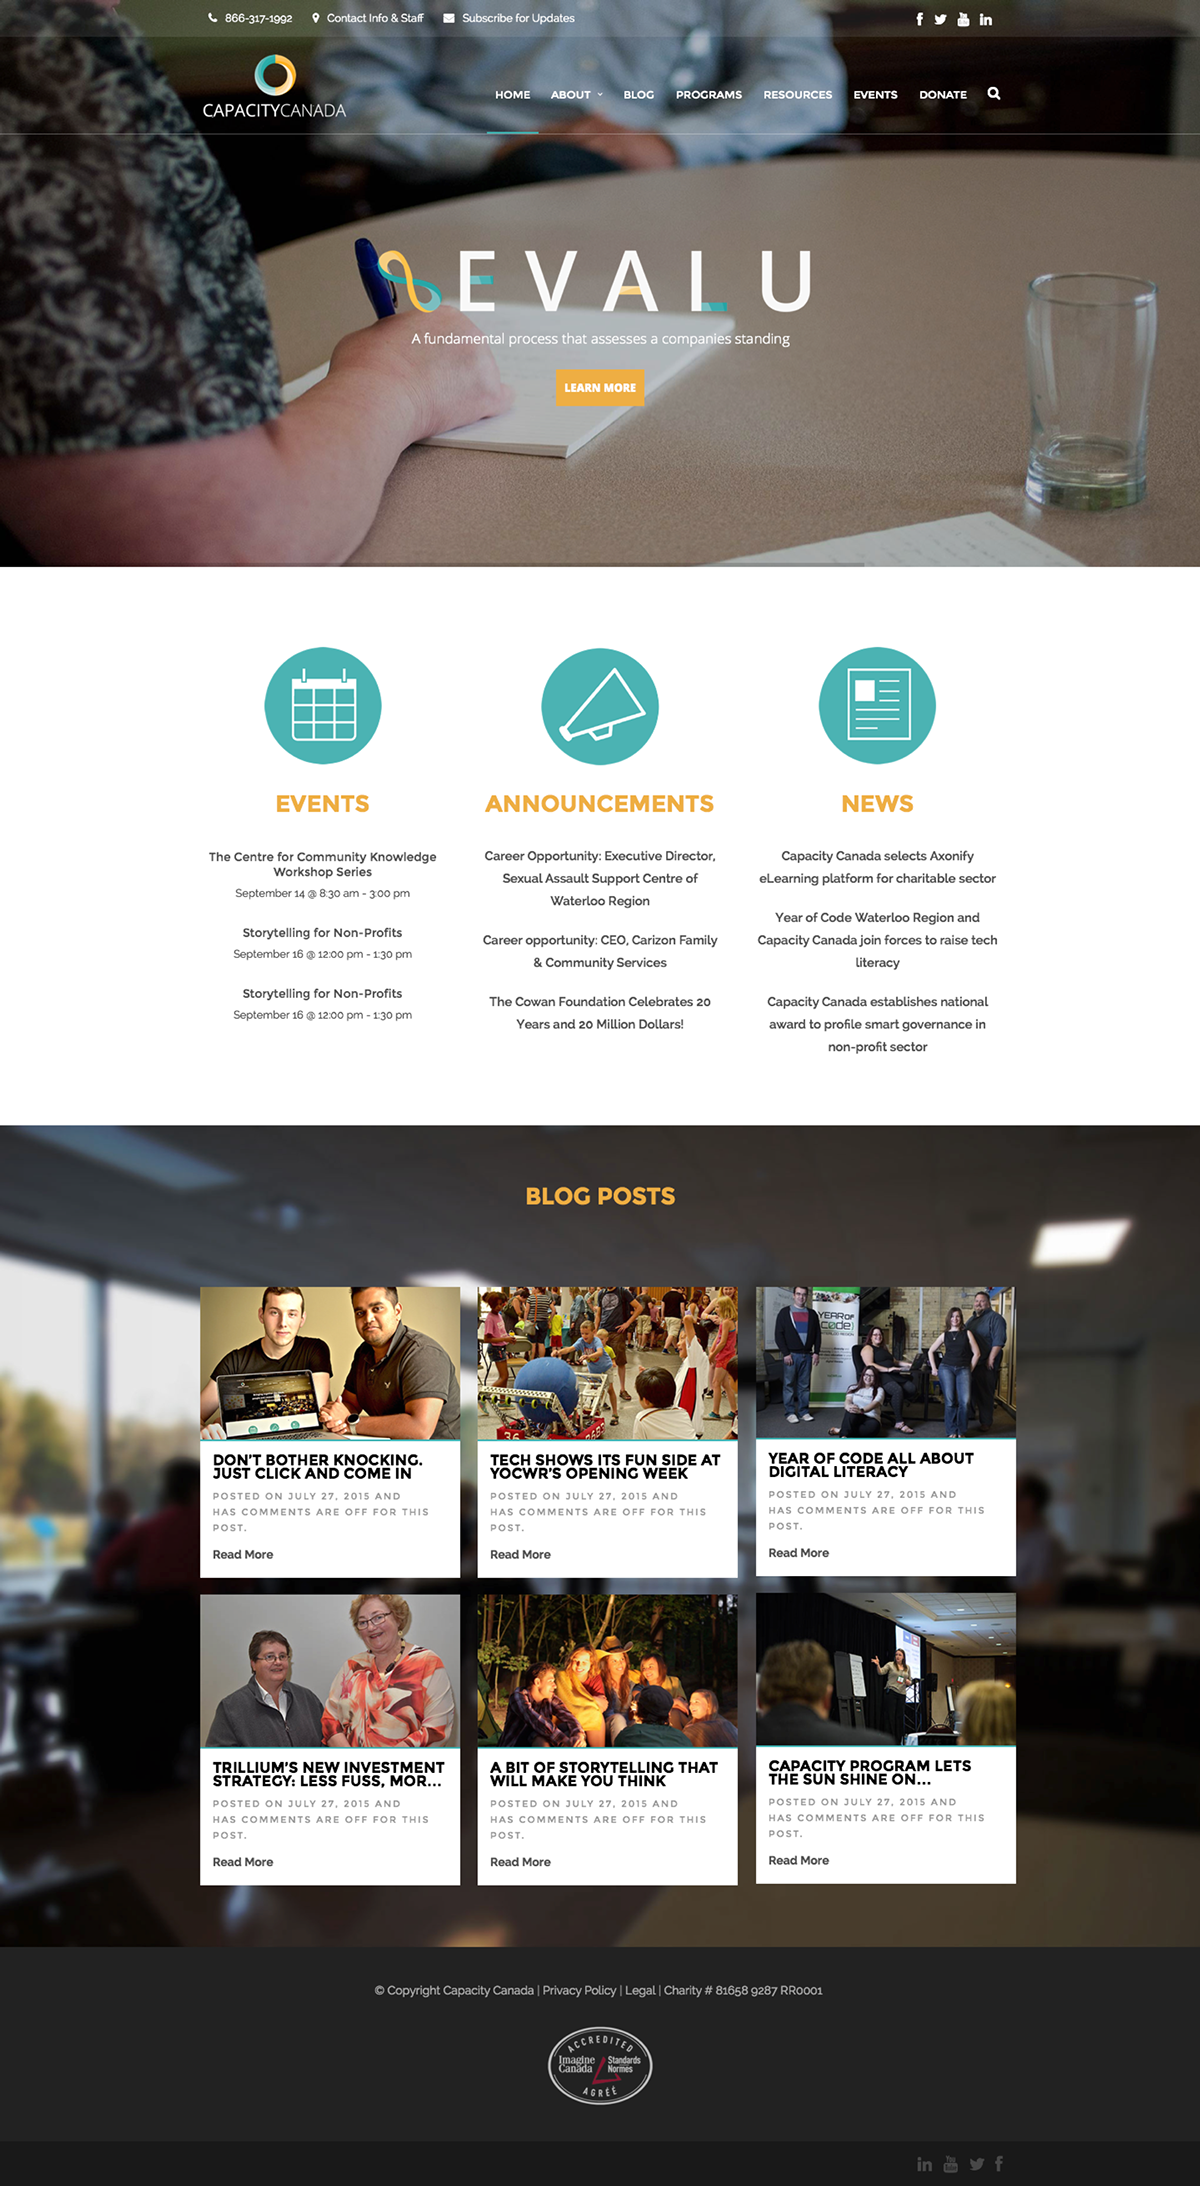 866-317-1992 Contact Info & Staff Subscribe for Updates
CAPACITYCANADA
HOME ABOUT BLOG PROGRAMS RESOURCES EVENTS DONATE
EVALU
A fundamental process that assesses a companies standing
LEARN MORE
EVENTS
The Centre for Community Knowledge
Workshop Series
September 14 @ 8:30 am - 3:00 pm
Storytelling for Non-Profits
September 16 @ 12:00 pm - 1:30 pm
Storytelling for Non-Profits
September 16 @ 12:00 pm - 1:30 pm
ANNOUNCEMENTS
Career Opportunity: Executive Director,
Sexual Assault Support Centre of
Waterloo Region
Career opportunity: CEO, Carizon Family
& Community Services
The Cowan Foundation Celebrates 20
Years and 20 Million Dollars!
NEWS
Capacity Canada selects Axonify
eLearning platform for charitable sector
Year of Code Waterloo Region and
Capacity Canada join forces to raise tech
literacy
Capacity Canada establishes national
award to profile smart governance in
non-profit sector
BLOG POSTS
DON'T BOTHER KNOCKING.
JUST CLICK AND COME IN
POSTED ON JULY 27, 2015 AND
HAS COMMENTS ARE OFF FOR THIS
POST.
Read More
TECH SHOWS ITS FUN SIDE AT
YOCWR'S OPENING WEEK
POSTED ON JULY 27, 2015 AND
HAS COMMENTS ARE OFF FOR THIS
POST.
Read More
YEAR OF
CODE
YEAR OF CODE ALL ABOUT
DIGITAL LITERACY
POSTED ON JULY 27, 2015 AND
HAS COMMENTS ARE OFF FOR THIS
POST.
Read More
TRILLIUM'S NEW INVESTMENT
STRATEGY: LESS FUSS, MOR...
POSTED ON JULY 27, 2015 AND
HAS COMMENTS ARE OFF FOR THIS
POST.
Read More
A BIT OF STORYTELLING THAT
WILL MAKE YOU THINK
POSTED ON JULY 27, 2015 AND
HAS COMMENTS ARE OFF FOR THIS
POST.
Read More
CAPACITY PROGRAM LETS
THE SUN SHINE ON...
POSTED ON JULY 27, 2015 AND
HAS COMMENTS ARE OFF FOR THIS
POST.
Read More
© Copyright Capacity Canada | Privacy Policy | Legal | Charity # 81658 9287 RR0001
ACCREDITED
Imagine Canada
Standards Normes
AGRÉÉ